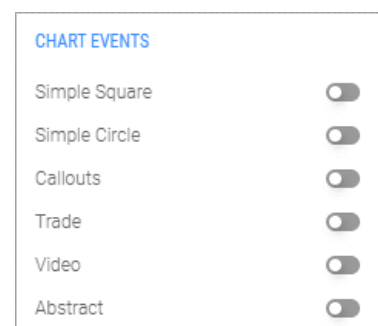 CHART EVENTS
Simple Square
Simple Circle
Callouts
Trade
Video
Abstract